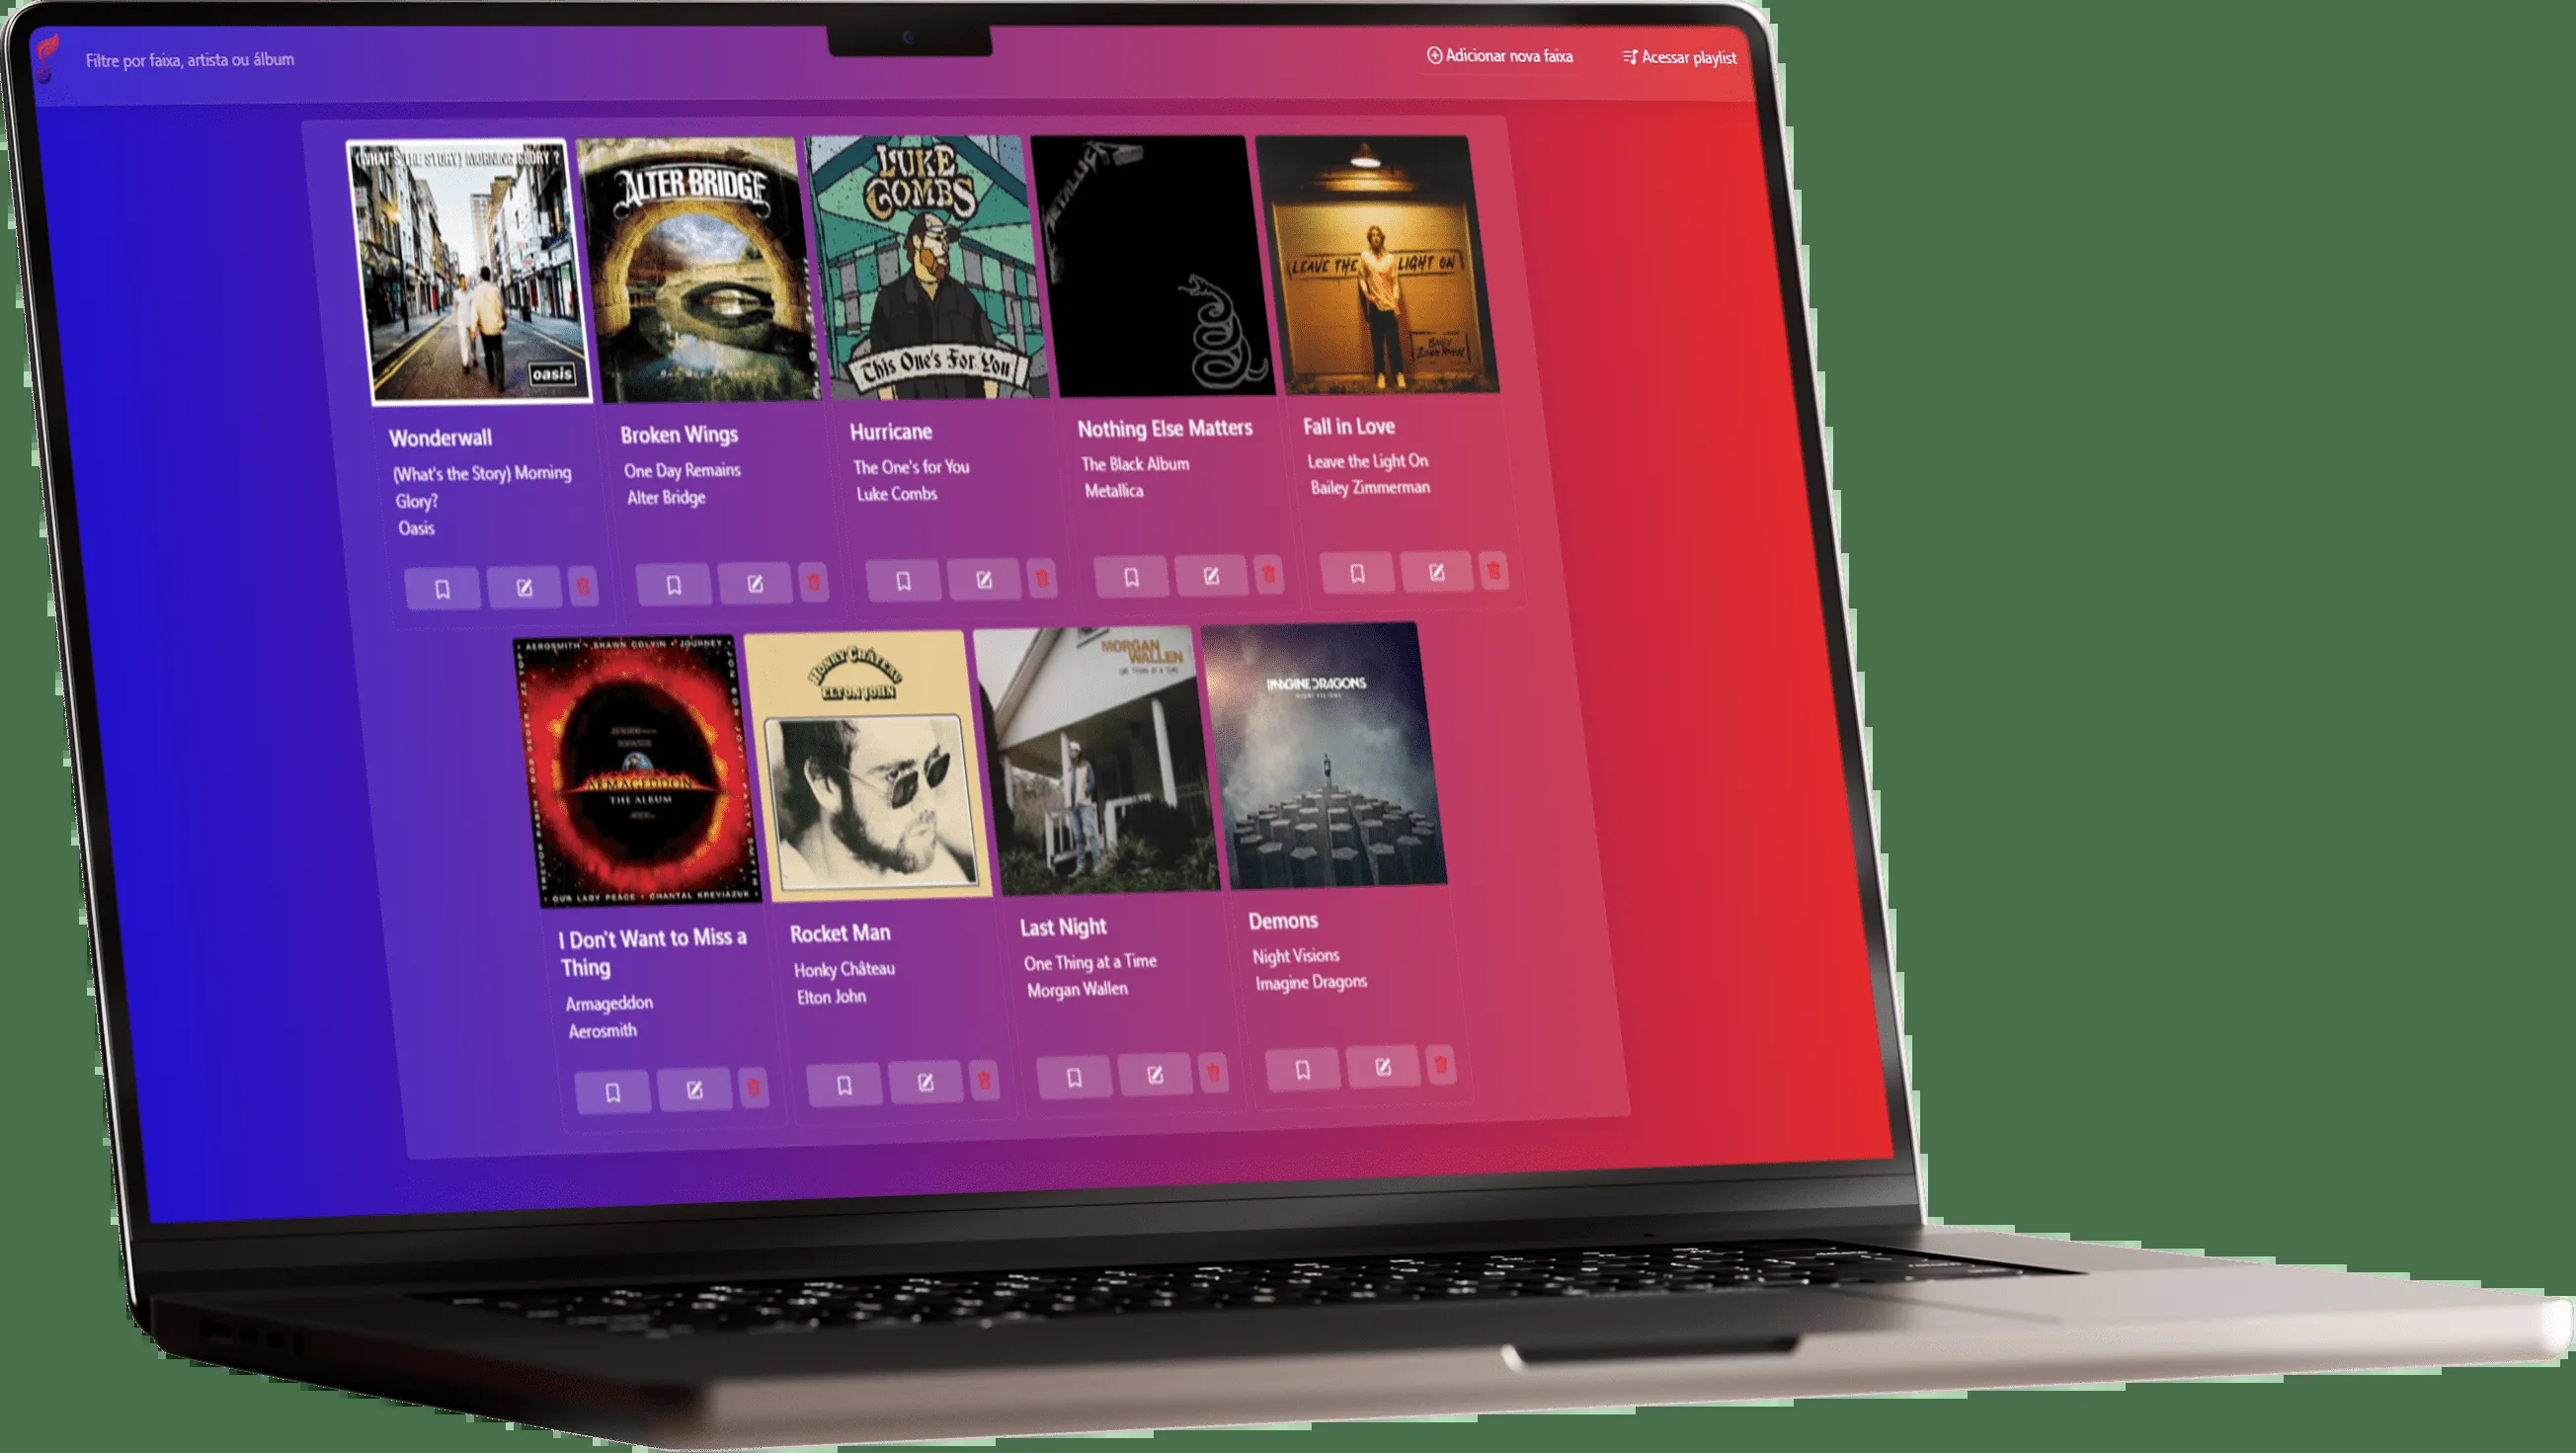 Filtre por faixa, artista ou álbum
Adicionar nova faixa
Acessar playlist
(WHAT'S THE STORY) MORNING GLORY ?
oasis
ALTER BRIDGE
LUKE
COMBS
This One's For You
METALLICA
LEAVE THE LIGHT ON
BAILEY
ZIMMERMAN
Wonderwall
(What's the Story) Morning
Glory?
Oasis
Broken Wings
One Day Remains
Alter Bridge
Hurricane
The One's for You
Luke Combs
Nothing Else Matters
The Black Album
Metallica
Fall in Love
Leave the Light On
Bailey Zimmerman
AEROSMITH • SHAWN COLVIN • JOURNEY
ARMAGEDDON
THE ALBUM
OUR LADY PEACE • CHANTAL KREVIAZUK
HONKY CHÂTEAU
ELTON JOHN
MORGAN
WALLEN
ONE THING AT A TIME
IMAGINE DRAGONS
NIGHT VISIONS
I Don't Want to Miss a
Thing
Armageddon
Aerosmith
Rocket Man
Honky Château
Elton John
Last Night
One Thing at a Time
Morgan Wallen
Demons
Night Visions
Imagine Dragons